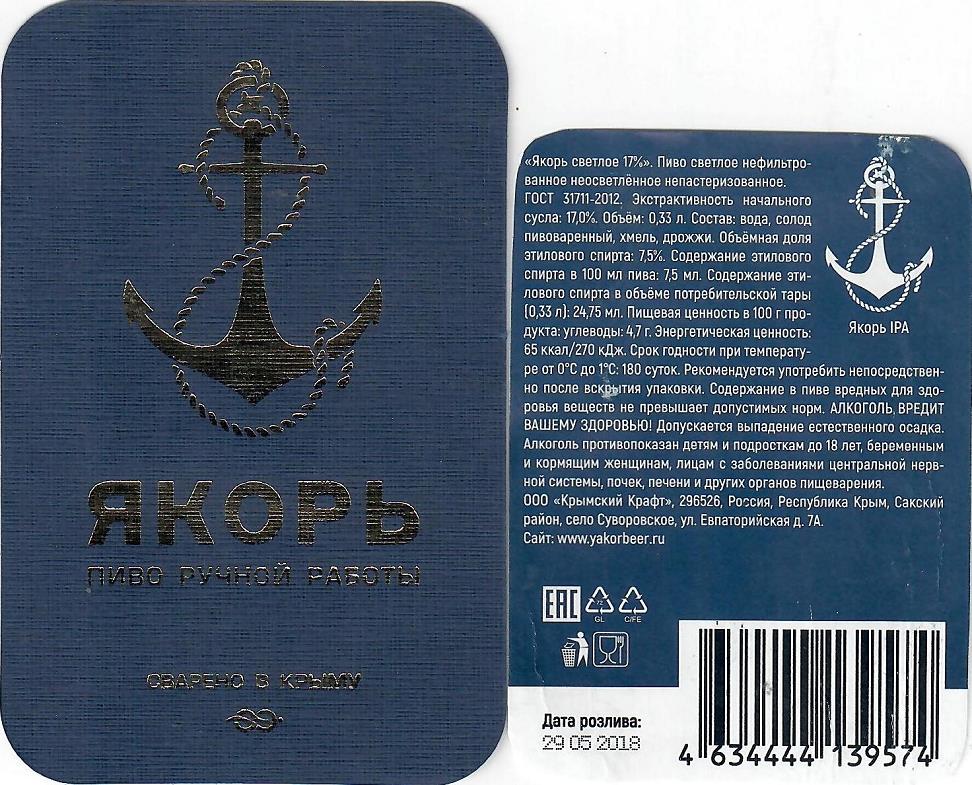 ЯКОРЬ
ПИВО РУЧНОЙ РАБОТЫ
СВАРЕНО В КРЫМУ
«Якорь светлое 17%». Пиво светлое нефильтро-
ванное неосветлённое непастеризованное.
ГОСТ 31711-2012. Экстрактивность начального
сусла: 17,0%. Объём: 0,33 л. Состав: вода, солод
пивоваренный, хмель, дрожжи. Объёмная доля
этилового спирта: 7,5%. Содержание этилового
спирта в 100 мл пива: 7,5 мл. Содержание эти-
лового спирта в объёме потребительской тары
(0,33 л): 24,75 мл. Пищевая ценность в 100 г про-
дукта: углеводы: 4,7 г. Энергетическая ценность:
65 ккал/270 кДж. Срок годности при температу-
ре от 0°С до 1°С: 180 суток. Рекомендуется употребить непосредствен-
но после вскрытия упаковки. Содержание в пиве вредных для здо-
ровья веществ не превышает допустимых норм. АЛКОГОЛЬ ВРЕДИТ
ВАШЕМУ ЗДОРОВЬЮ! Допускается выпадение естественного осадка.
Алкоголь противопоказан детям и подросткам до 18 лет, беременным
и кормящим женщинам, лицам с заболеваниями центральной нерв-
ной системы, почек, печени и других органов пищеварения.
ООО «Крымский Крафт», 296526, Россия, Республика Крым, Сакский
район, село Суворовское, ул. Евпаторийская д. 7А.
Сайт: www.yakorbeer.ru
Якорь IPA
EAC
GL C/FE
Дата розлива:
29 05 2018
4 634444 139574